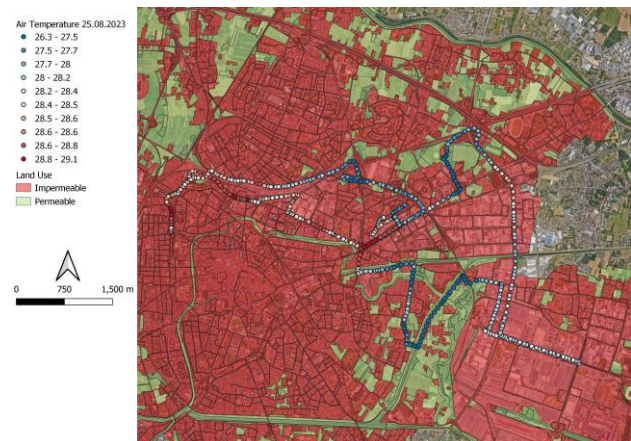 Air Temperature 25.08.2023
26.3 - 27.5
27.5 - 27.7
27.7 - 28
28 - 28.2
28.2 - 28.4
28.4 - 28.5
28.5 - 28.6
28.6 - 28.6
28.6 - 28.8
28.8 - 29.1
Land Use
Impermeable
Permeable
0 750 1,500 m